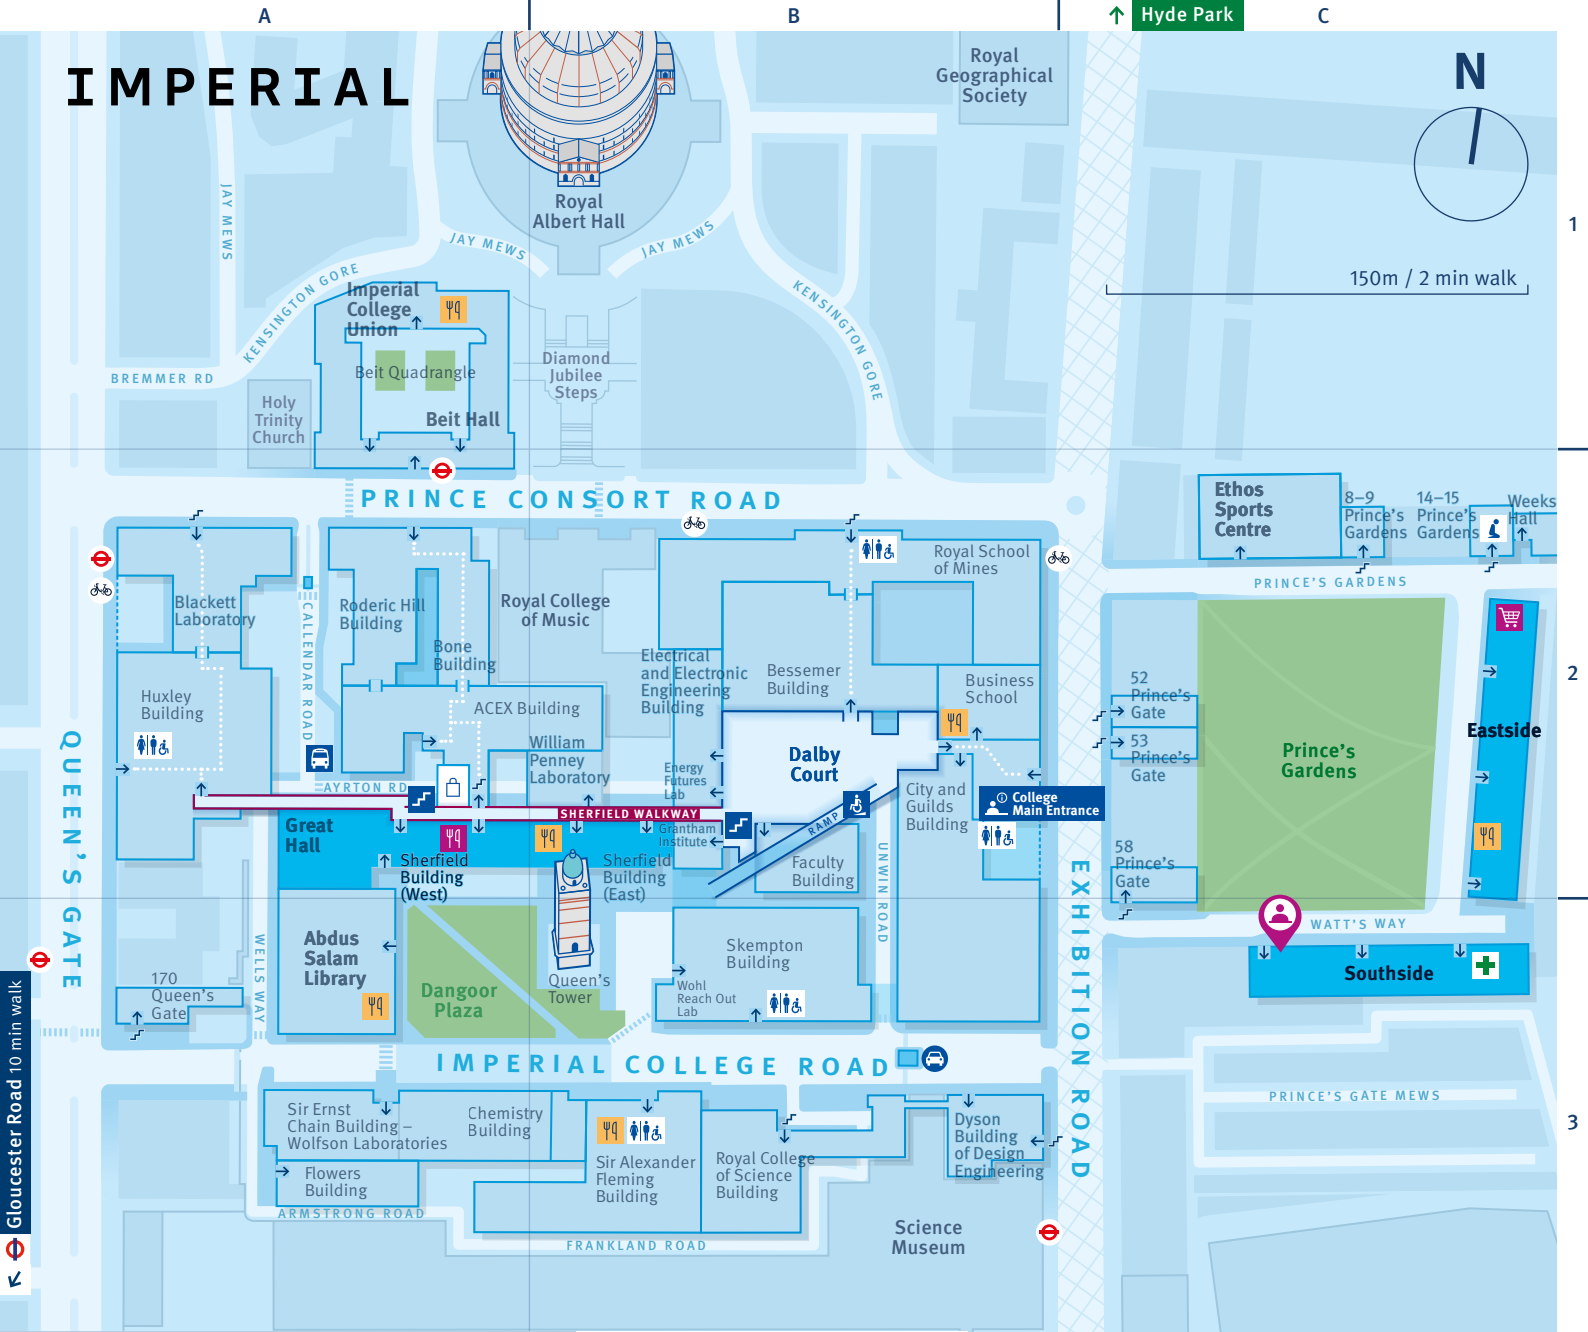 A
B
Hyde Park
C
IMPERIAL
N
150m / 2 min walk
1
2
3
Royal
Geographical
Society
Royal
Albert Hall
JAY MEWS
JAY MEWS
JAY MEWS
KENSINGTON GORE
KENSINGTON GORE
BREMMER RD
Imperial
College
Union
Beit Quadrangle
Beit Hall
Holy
Trinity
Church
Diamond
Jubilee
Steps
PRINCE CONSORT ROAD
Ethos
Sports
Centre
8–9
Prince's
Gardens
14–15
Prince's
Gardens
Weeks
Hall
PRINCE'S GARDENS
Blackett
Laboratory
CALLENDAR ROAD
Roderic Hill
Building
Bone
Building
Royal College
of Music
Royal School
of Mines
Electrical
and Electronic
Engineering
Building
Bessemer
Building
Business
School
Huxley
Building
ACEX Building
William
Penney
Laboratory
AYRTON RD
Energy
Futures
Lab
Dalby
Court
City and
Guilds
Building
i College
Main Entrance
SHERFIELD WALKWAY
RAMP
Grantham
Institute
Great
Hall
Sherfield
Building
(West)
Sherfield
Building
(East)
Faculty
Building
UNWIN ROAD
52
Prince's
Gate
53
Prince's
Gate
58
Prince's
Gate
Prince's
Gardens
Eastside
WATT'S WAY
Southside
QUEEN'S GATE
EXHIBITION ROAD
WELLS WAY
Abdus
Salam
Library
Dangoor
Plaza
Queen's
Tower
Skempton
Building
Wohl
Reach Out
Lab
170
Queen's
Gate
IMPERIAL COLLEGE ROAD
PRINCE'S GATE MEWS
Sir Ernst
Chain Building –
Wolfson Laboratories
Chemistry
Building
Flowers
Building
Sir Alexander
Fleming
Building
Royal College
of Science
Building
Dyson
Building
of Design
Engineering
ARMSTRONG ROAD
FRANKLAND ROAD
Science
Museum
Gloucester Road 10 min walk